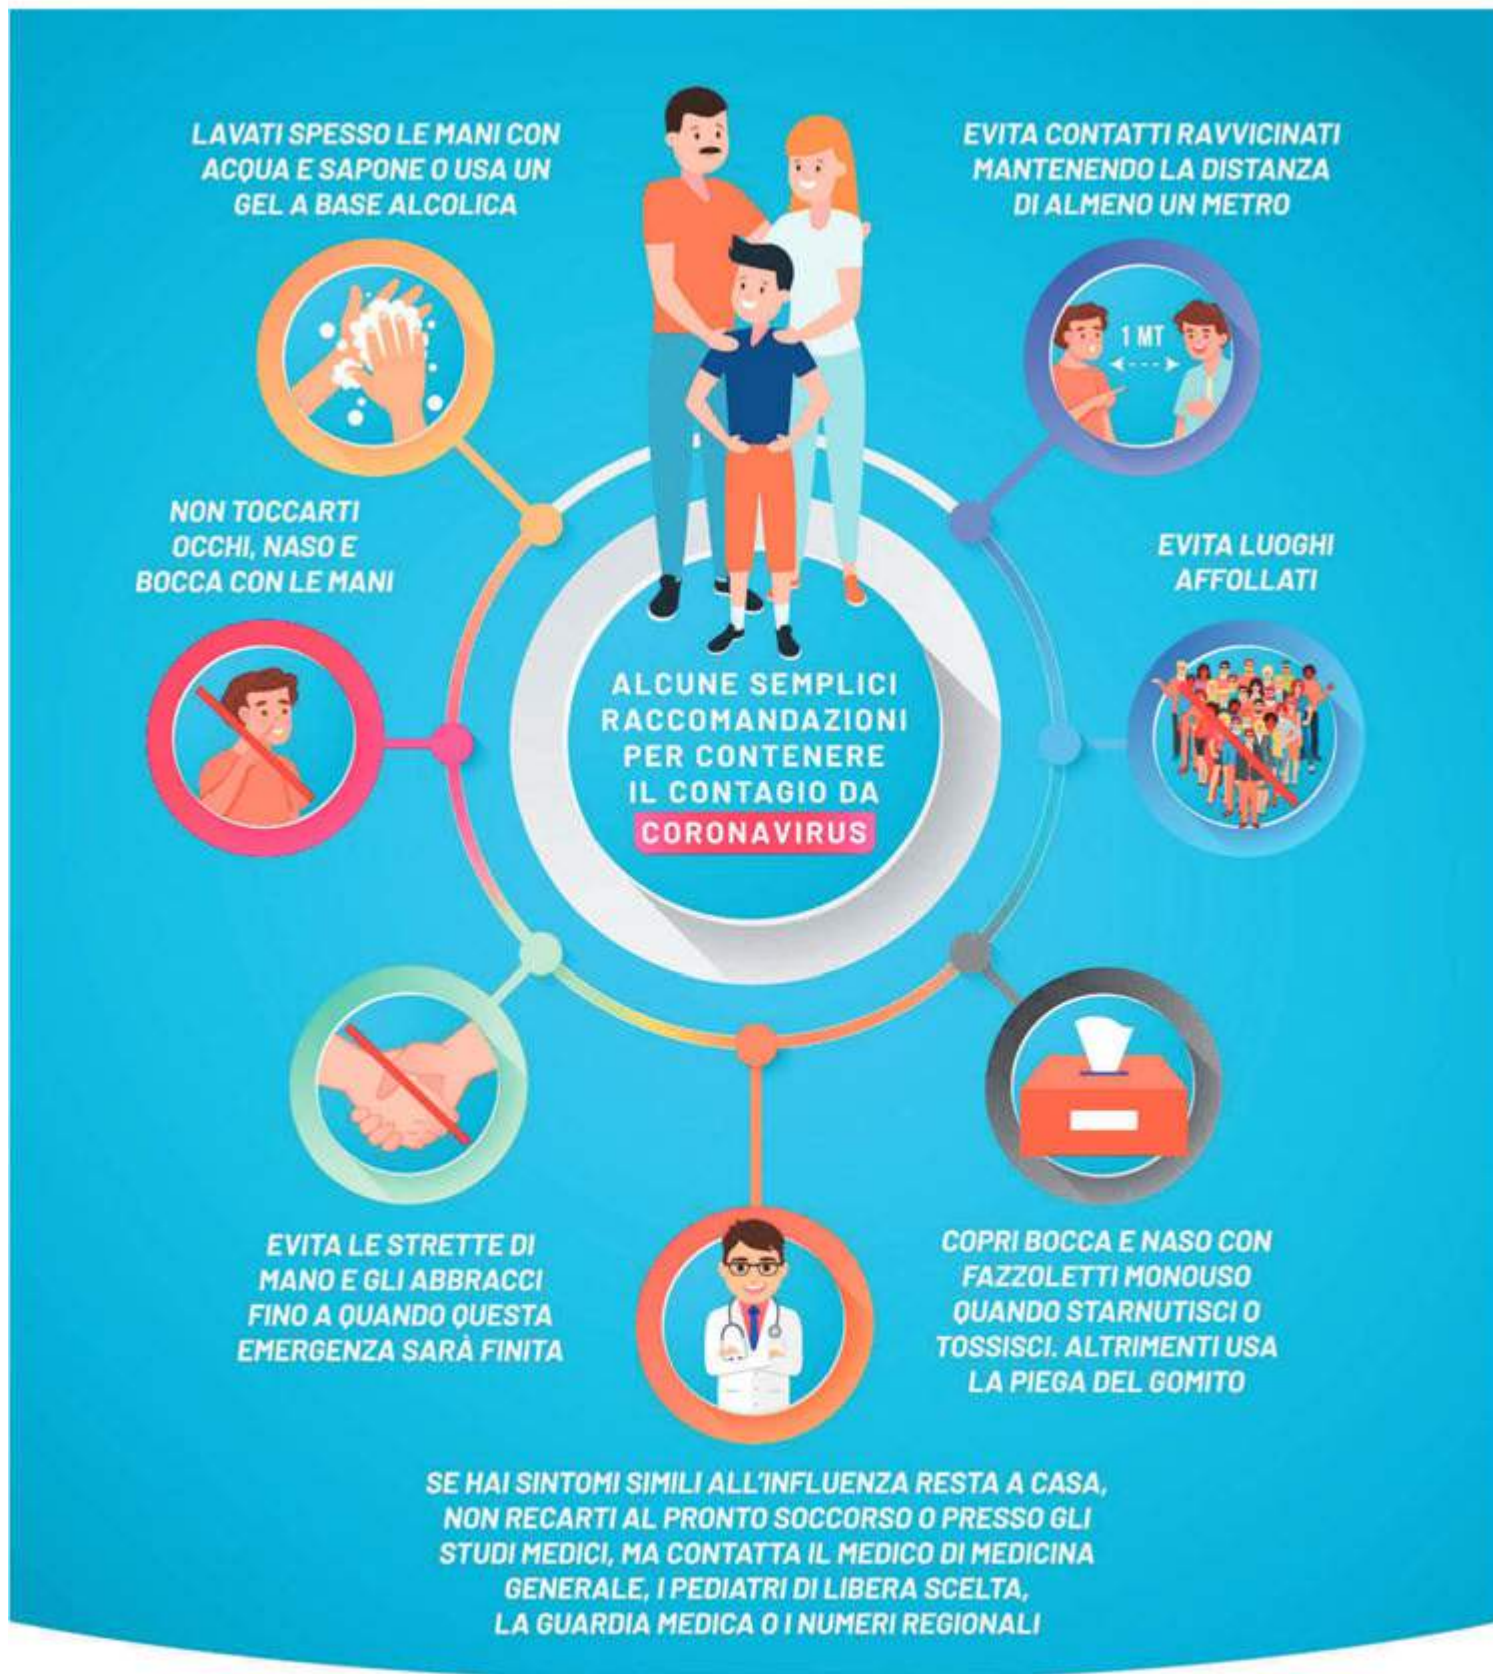 LAVATI SPESSO LE MANI CON
ACQUA E SAPONE O USA UN
GEL A BASE ALCOLICA
EVITA CONTATTI RAVVICINATI
MANTENENDO LA DISTANZA
DI ALMENO UN METRO
1 MT
NON TOCCARTI
OCCHI, NASO E
BOCCA CON LE MANI
EVITA LUOGHI
AFFOLLATI
ALCUNE SEMPLICI
RACCOMANDAZIONI
PER CONTENERE
IL CONTAGIO DA
CORONAVIRUS
EVITA LE STRETTE DI
MANO E GLI ABBRACCI
FINO A QUANDO QUESTA
EMERGENZA SARÀ FINITA
COPRI BOCCA E NASO CON
FAZZOLETTI MONOUSO
QUANDO STARNUTISCI O
TOSSISCI. ALTRIMENTI USA
LA PIEGA DEL GOMITO
SE HAI SINTOMI SIMILI ALL'INFLUENZA RESTA A CASA,
NON RECARTI AL PRONTO SOCCORSO O PRESSO GLI
STUDI MEDICI, MA CONTATTA IL MEDICO DI MEDICINA
GENERALE, I PEDIATRI DI LIBERA SCELTA,
LA GUARDIA MEDICA O I NUMERI REGIONALI